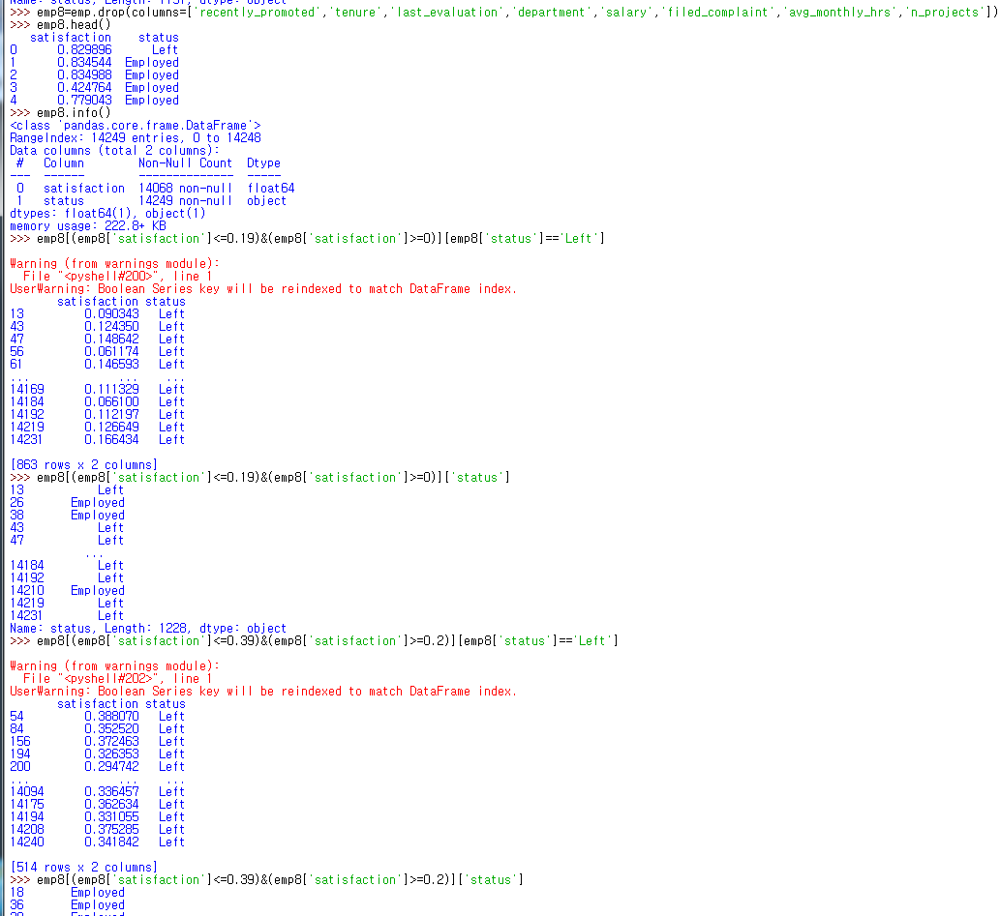 Name: status, Length: 1131, dtype: object
>>> emp8=emp.drop(columns=['recently_promoted','tenure','last_evaluation','department','salary','filed_complaint','avg_monthly_hrs','n_projects'])
>>> emp8.head()
   satisfaction    status
0      0.829896      Left
1      0.834544  Employed
2      0.834988  Employed
3      0.424764  Employed
4      0.779043  Employed
>>> emp8.info()
<class 'pandas.core.frame.DataFrame'>
RangeIndex: 14249 entries, 0 to 14248
Data columns (total 2 columns):
 #   Column        Non-Null Count  Dtype
---  ------        --------------  -----
 0   satisfaction  14068 non-null  float64
 1   status        14249 non-null  object
dtypes: float64(1), object(1)
memory usage: 222.8+ KB
>>> emp8[(emp8['satisfaction']<=0.19)&(emp8['satisfaction']>=0)][emp8['status']=='Left']
Warning (from warnings module):
  File "<pyshell#200>", line 1
UserWarning: Boolean Series key will be reindexed to match DataFrame index.
       satisfaction status
13         0.090343   Left
43         0.124350   Left
47         0.148642   Left
56         0.061174   Left
61         0.146593   Left
...             ...    ...
14169      0.111329   Left
14184      0.066100   Left
14192      0.112197   Left
14219      0.126649   Left
14231      0.166434   Left
[863 rows x 2 columns]
>>> emp8[(emp8['satisfaction']<=0.19)&(emp8['satisfaction']>=0)]['status']
13           Left
26       Employed
38       Employed
43           Left
47           Left
           ...
14184        Left
14192        Left
14210    Employed
14219        Left
14231        Left
Name: status, Length: 1228, dtype: object
>>> emp8[(emp8['satisfaction']<=0.39)&(emp8['satisfaction']>=0.2)][emp8['status']=='Left']
Warning (from warnings module):
  File "<pyshell#202>", line 1
UserWarning: Boolean Series key will be reindexed to match DataFrame index.
       satisfaction status
54         0.388070   Left
84         0.352520   Left
156        0.372463   Left
194        0.326353   Left
200        0.294742   Left
...             ...    ...
14094      0.336457   Left
14175      0.362634   Left
14194      0.331055   Left
14208      0.375285   Left
14240      0.341842   Left
[514 rows x 2 columns]
>>> emp8[(emp8['satisfaction']<=0.39)&(emp8['satisfaction']>=0.2)]['status']
18       Employed
36       Employed